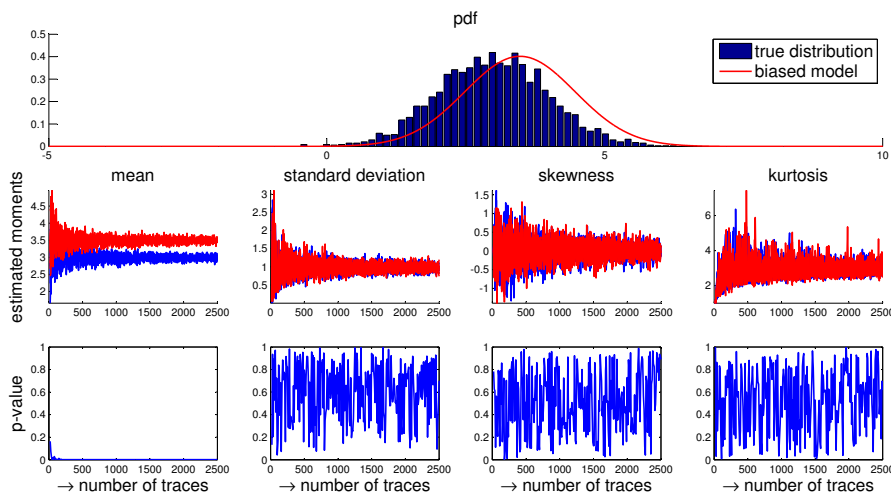 pdf
0.5
0.4
0.3
0.2
0.1
0
-5
0
5
10
true distribution
biased model
mean
standard deviation
skewness
kurtosis
estimated moments
4.5
4.0
3.5
3.0
2.5
2
0 500 1000 1500 2000 2500
3
2.5
2
1.5
1
0.5
0 500 1000 1500 2000 2500
1.5
1
0.5
0
-0.5
-1
0 500 1000 1500 2000 2500
6
4
2
0 500 1000 1500 2000 2500
p-value
1
0.8
0.6
0.4
0.2
0
0 500 1000 1500 2000 2500
1
0.8
0.6
0.4
0.2
0
0 500 1000 1500 2000 2500
1
0.8
0.6
0.4
0.2
0
0 500 1000 1500 2000 2500
1
0.8
0.6
0.4
0.2
0
0 500 1000 1500 2000 2500
→ number of traces
→ number of traces
→ number of traces
→ number of traces